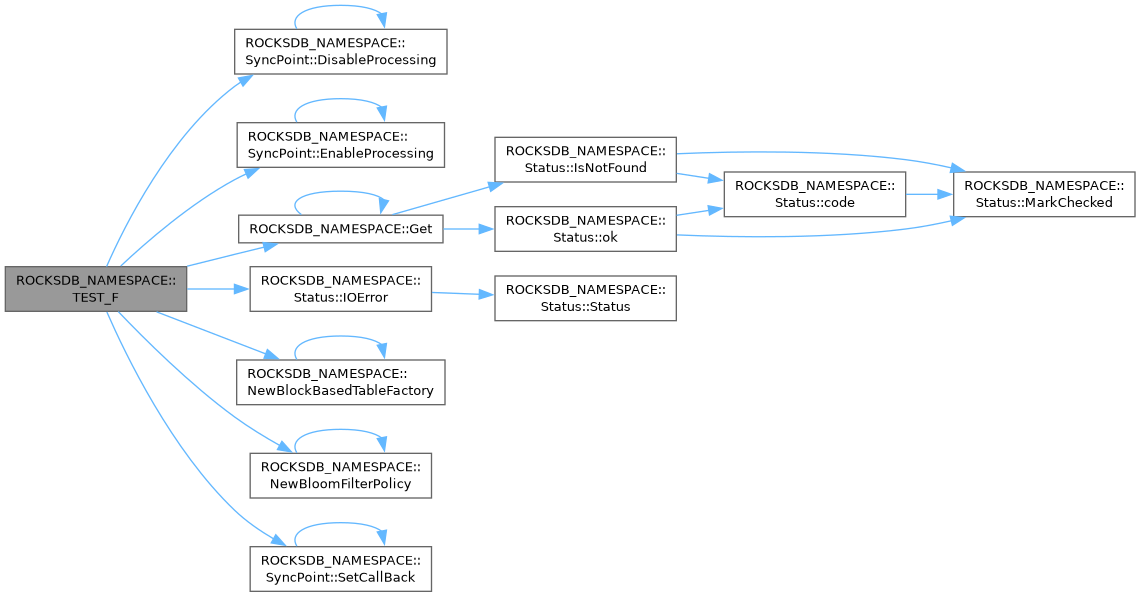 ROCKSDB_NAMESPACE::
SyncPoint::DisableProcessing
ROCKSDB_NAMESPACE::
SyncPoint::EnableProcessing
ROCKSDB_NAMESPACE::
Status::IsNotFound
ROCKSDB_NAMESPACE::
Status::code
ROCKSDB_NAMESPACE::
Status::MarkChecked
ROCKSDB_NAMESPACE::Get
ROCKSDB_NAMESPACE::
Status::ok
ROCKSDB_NAMESPACE::
TEST_F
ROCKSDB_NAMESPACE::
Status::IOError
ROCKSDB_NAMESPACE::
Status::Status
ROCKSDB_NAMESPACE::
NewBlockBasedTableFactory
ROCKSDB_NAMESPACE::
NewBloomFilterPolicy
ROCKSDB_NAMESPACE::
SyncPoint::SetCallBack